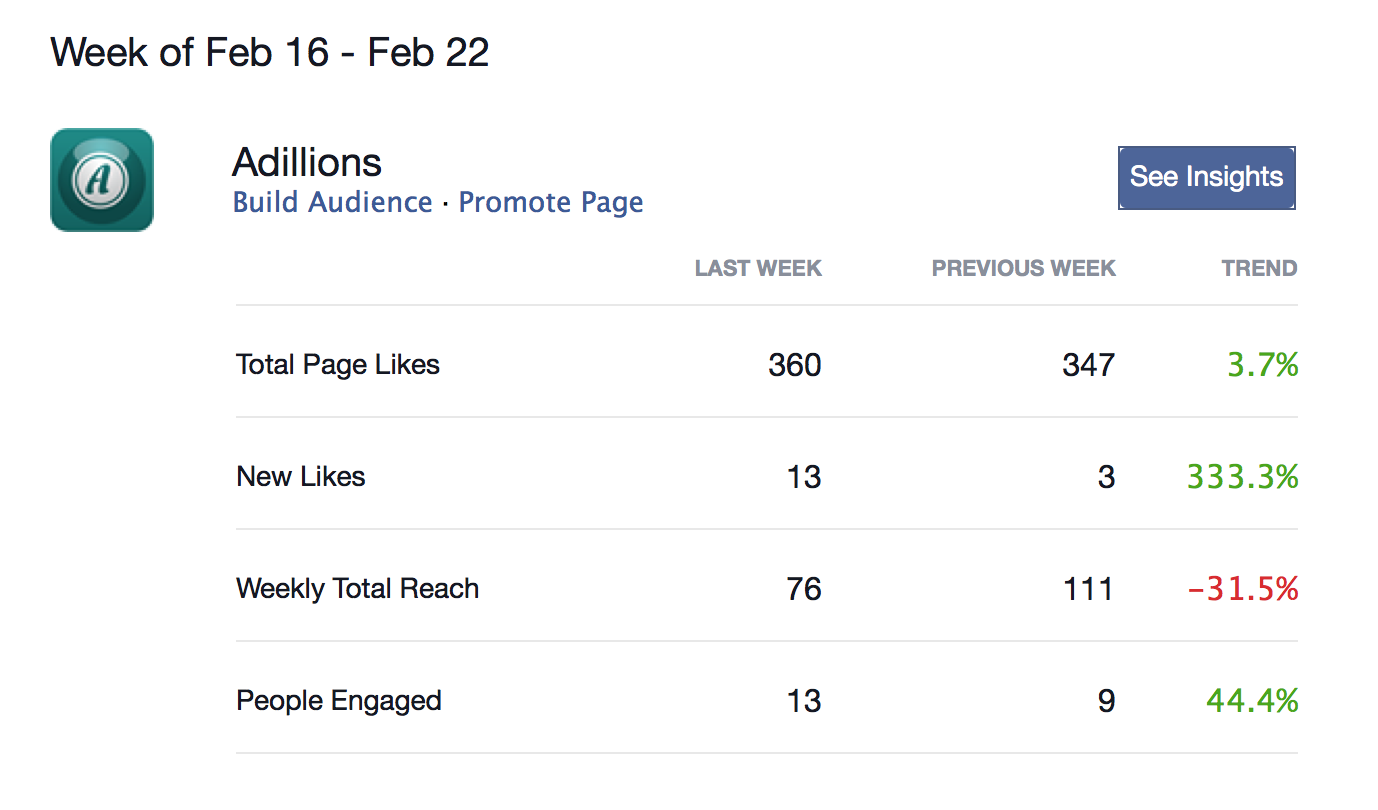 Week of Feb 16 - Feb 22
A
Adillions
See Insights
Build Audience · Promote Page
LAST WEEK PREVIOUS WEEK TREND
Total Page Likes 360 347 3.7%
New Likes 13 3 333.3%
Weekly Total Reach 76 111 -31.5%
People Engaged 13 9 44.4%